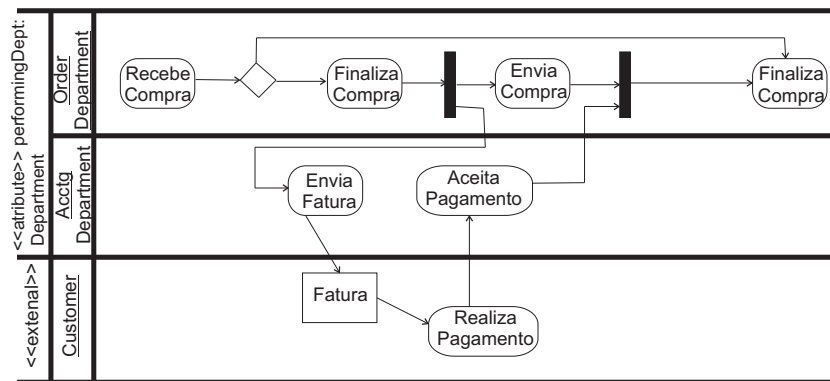 <<atribute>> performingDept:
Department
Order
Department
Recebe
Compra
Finaliza
Compra
Envia
Compra
Finaliza
Compra
Acctg
Department
Envia
Fatura
Aceita
Pagamento
<<extenal>>
Customer
Fatura
Realiza
Pagamento